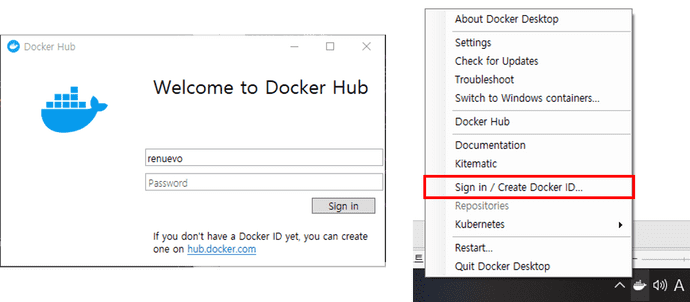 Docker Hub
Welcome to Docker Hub
renuevo
Password
Sign in
If you don't have a Docker ID yet, you can create
one on hub.docker.com
About Docker Desktop
Settings
Check for Updates
Troubleshoot
Switch to Windows containers...
Docker Hub
Documentation
Kitematic
Sign in / Create Docker ID...
Repositories
Kubernetes
Restart...
Quit Docker Desktop
트
A